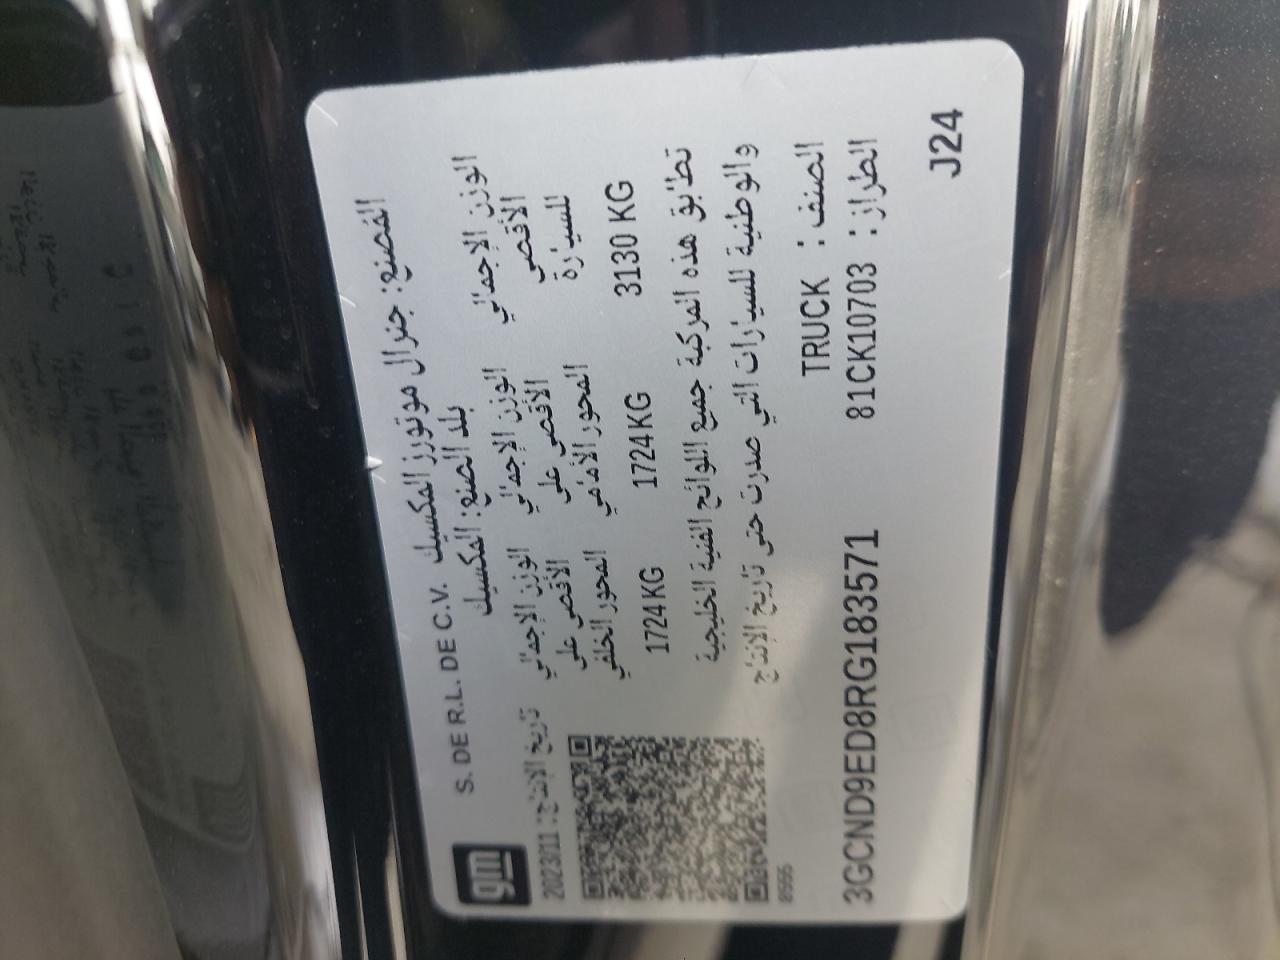 gm
المصنع: جنرال موتورز المكسيك S. DE R.L. DE C.V.
بلد الصنع: المكسيك
تاريخ الإنتاج: 2023/11
الوزن الإجمالي الأقصى للسيارة
3130 KG
الوزن الإجمالي الأقصى على المحور الأمامي
1724 KG
الوزن الإجمالي الأقصى على المحور الخلفي
1724 KG
تطابق هذه المركبة جميع اللوائح الفنية الخليجية
والوطنية للسيارات التي صدرت حتى تاريخ الإنتاج
الصنف : TRUCK
الطراز : 81CK10703
3GCND9ED8RG183571
J24